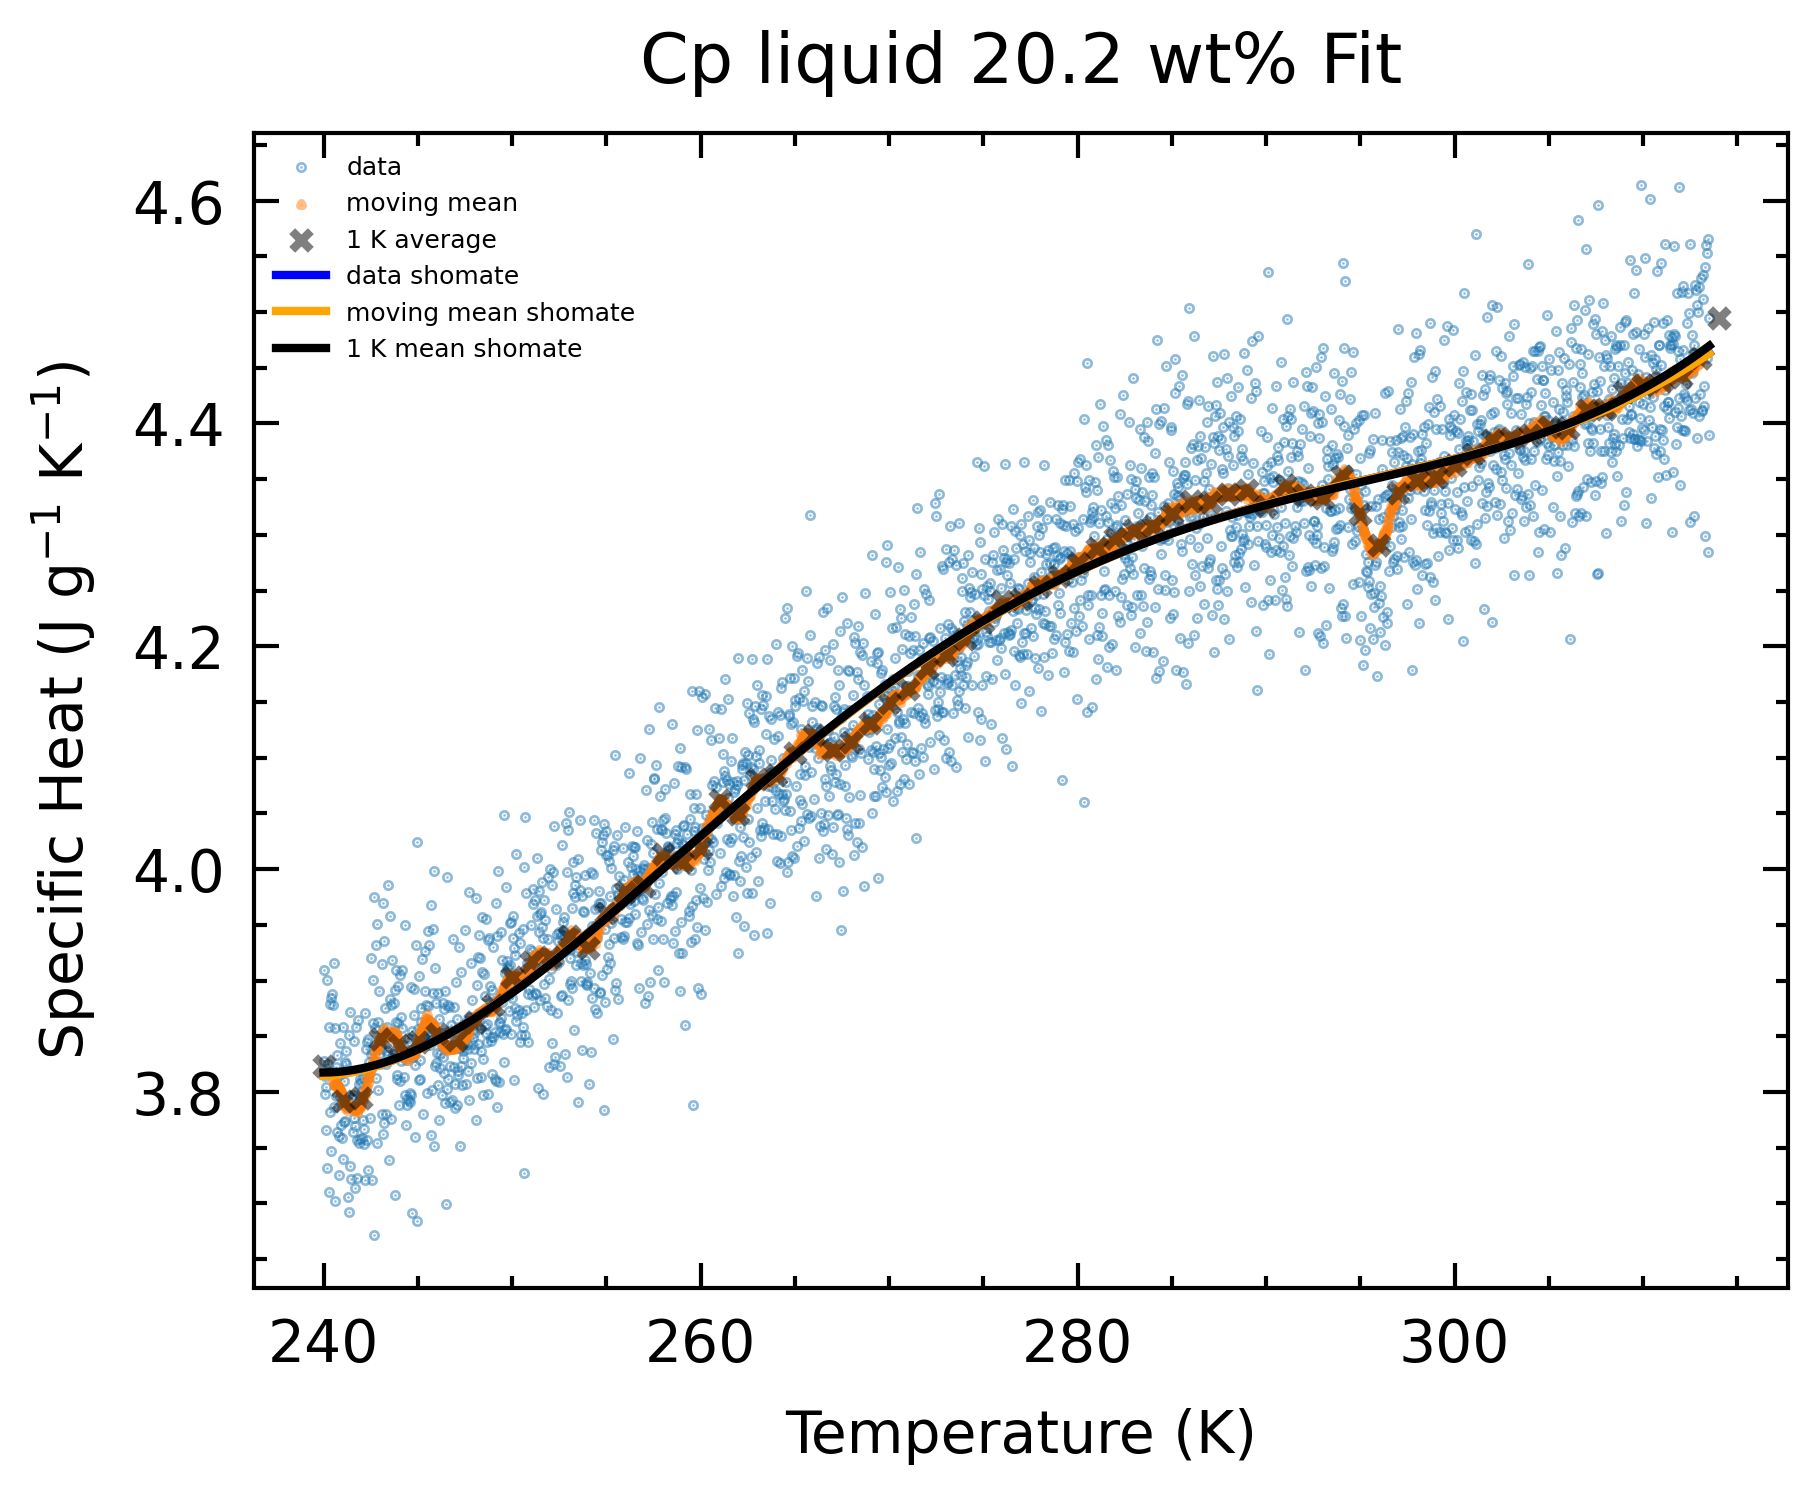 Cp liquid 20.2 wt% Fit
data
moving mean
1 K average
data shomate
moving mean shomate
1 K mean shomate
4.6
4.4
4.2
4.0
3.8
Specific Heat (J g⁻¹ K⁻¹)
240 260 280 300
Temperature (K)